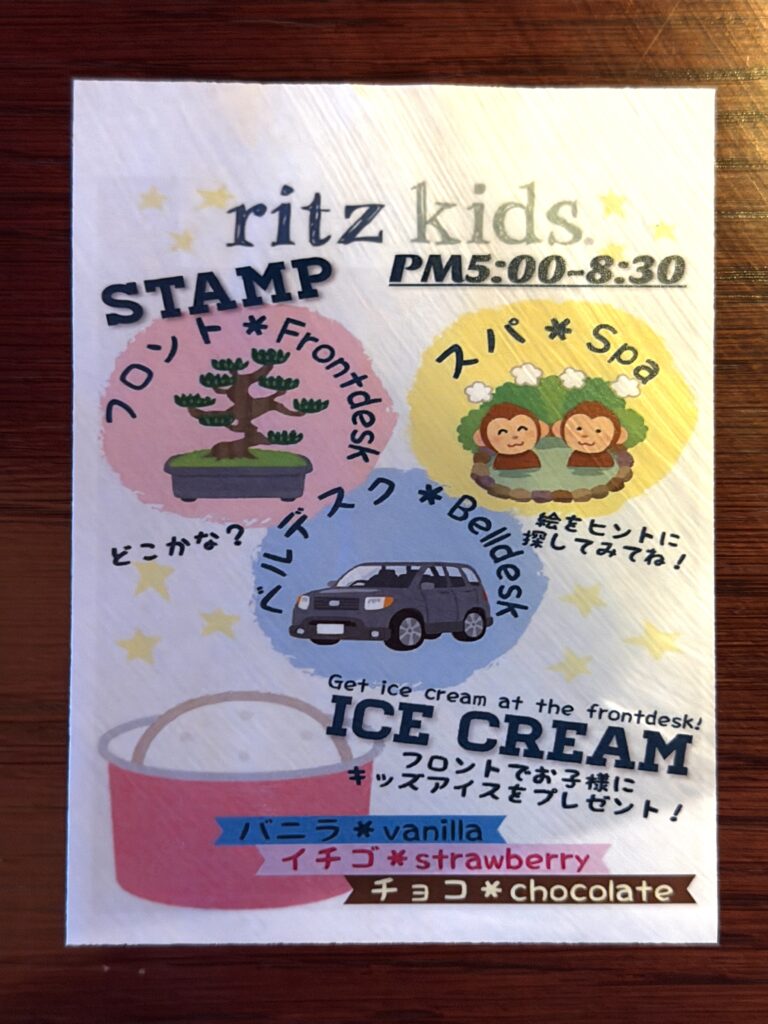 ritz kids.
PM5:00-8:30
STAMP
フロント＊Frontdesk
スパ＊Spa
ベルデスク＊Belldesk
どこかな？
絵をヒントに
探してみてね！
Get ice cream at the frontdesk!
ICE CREAM
フロントでお子様に
キッズアイスをプレゼント！
バニラ＊vanilla
イチゴ＊strawberry
チョコ＊chocolate